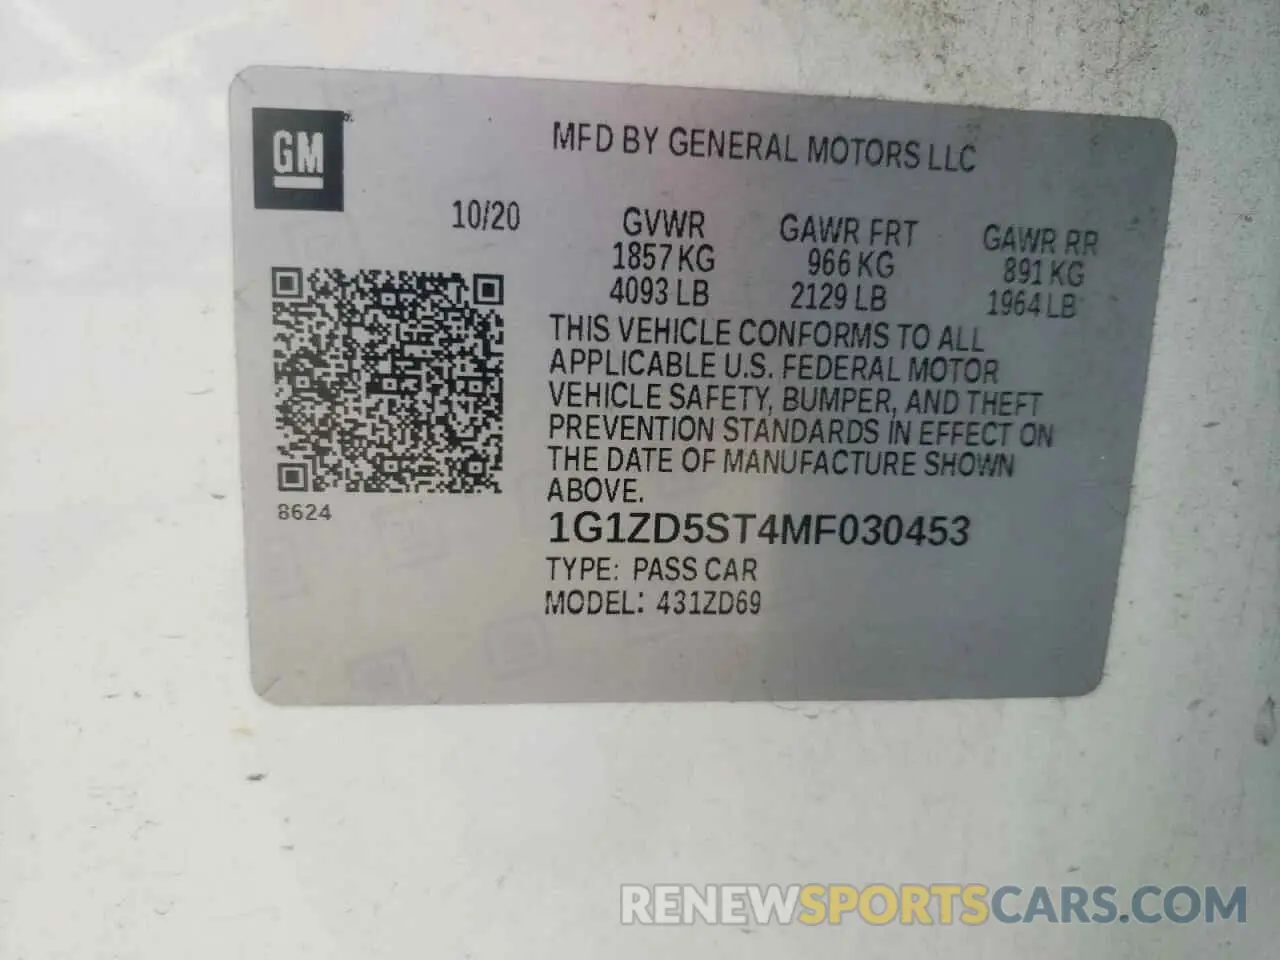 GM
MFD BY GENERAL MOTORS LLC
10/20
GVWR GAWR FRT GAWR RR
1857 KG 966 KG 891 KG
4093 LB 2129 LB 1964 LB
THIS VEHICLE CONFORMS TO ALL
APPLICABLE U.S. FEDERAL MOTOR
VEHICLE SAFETY, BUMPER, AND THEFT
PREVENTION STANDARDS IN EFFECT ON
THE DATE OF MANUFACTURE SHOWN
ABOVE.
8624
1G1ZD5ST4MF030453
TYPE: PASS CAR
MODEL: 431ZD69
RENEWSPORTSCARS.COM